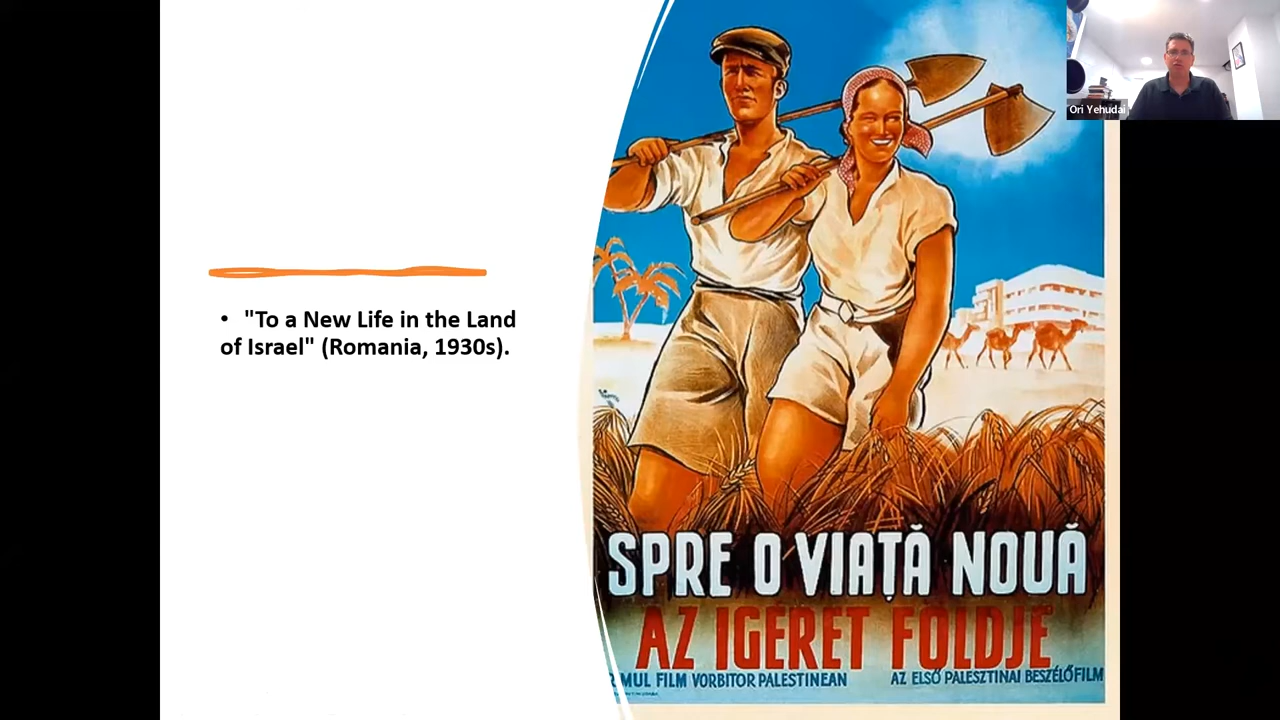 Ori Yehudai
• "To a New Life in the Land
of Israel" (Romania, 1930s).
SPRE O VIAȚĂ NOUĂ
AZ IGERET FOLDJE
MUL FILM VORBITOR PALESTINEAN
AZ ELSŐ PALESZTINAI BESZÉLŐFILM